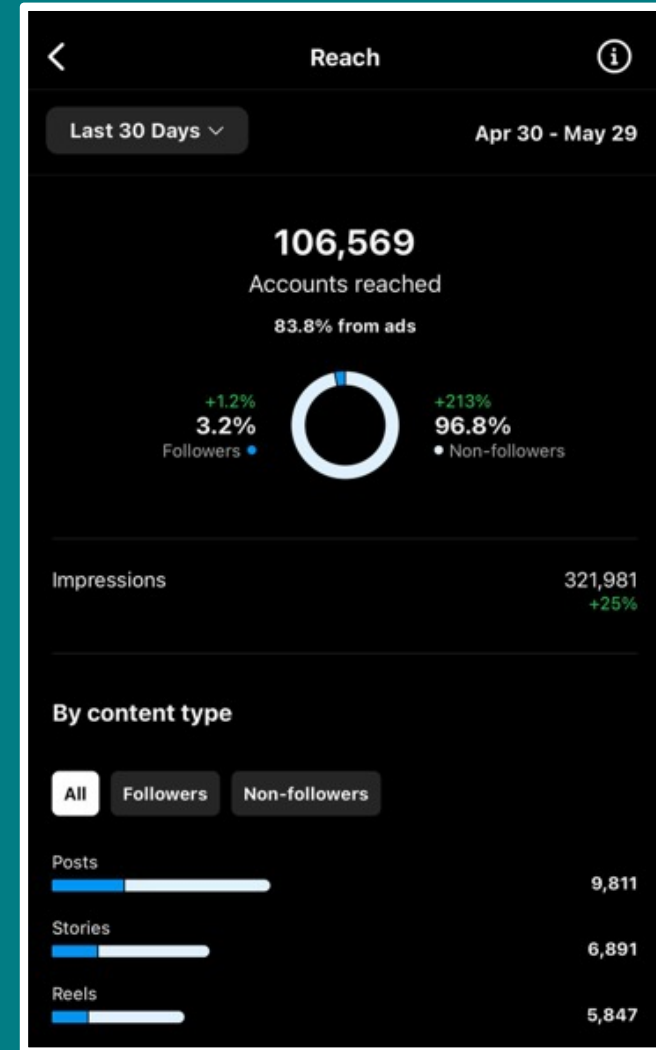 Reach
Last 30 Days
Apr 30 - May 29
106,569
Accounts reached
83.8% from ads
+1.2%
3.2%
Followers
+213%
96.8%
Non-followers
Impressions
321,981
+25%
By content type
All
Followers
Non-followers
Posts
9,811
Stories
6,891
Reels
5,847